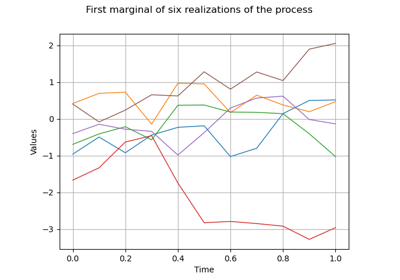 First marginal of six realizations of the process
2
1
0
−1
−2
−3
Values
0.0 0.2 0.4 0.6 0.8 1.0
Time